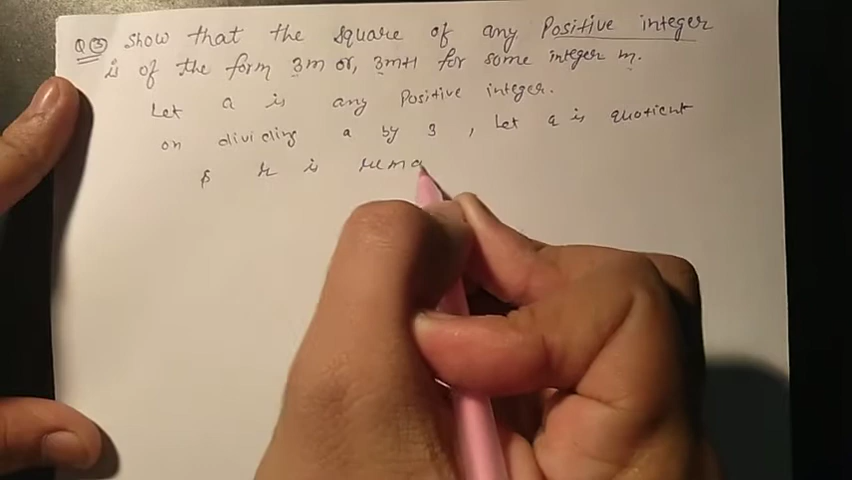 Q③ Show that the square of any Positive integer
is of the form 3m or, 3m+1 for some integer m.
Let a is any Positive integer.
on dividing a by 3, Let q is quotient
& r is rema